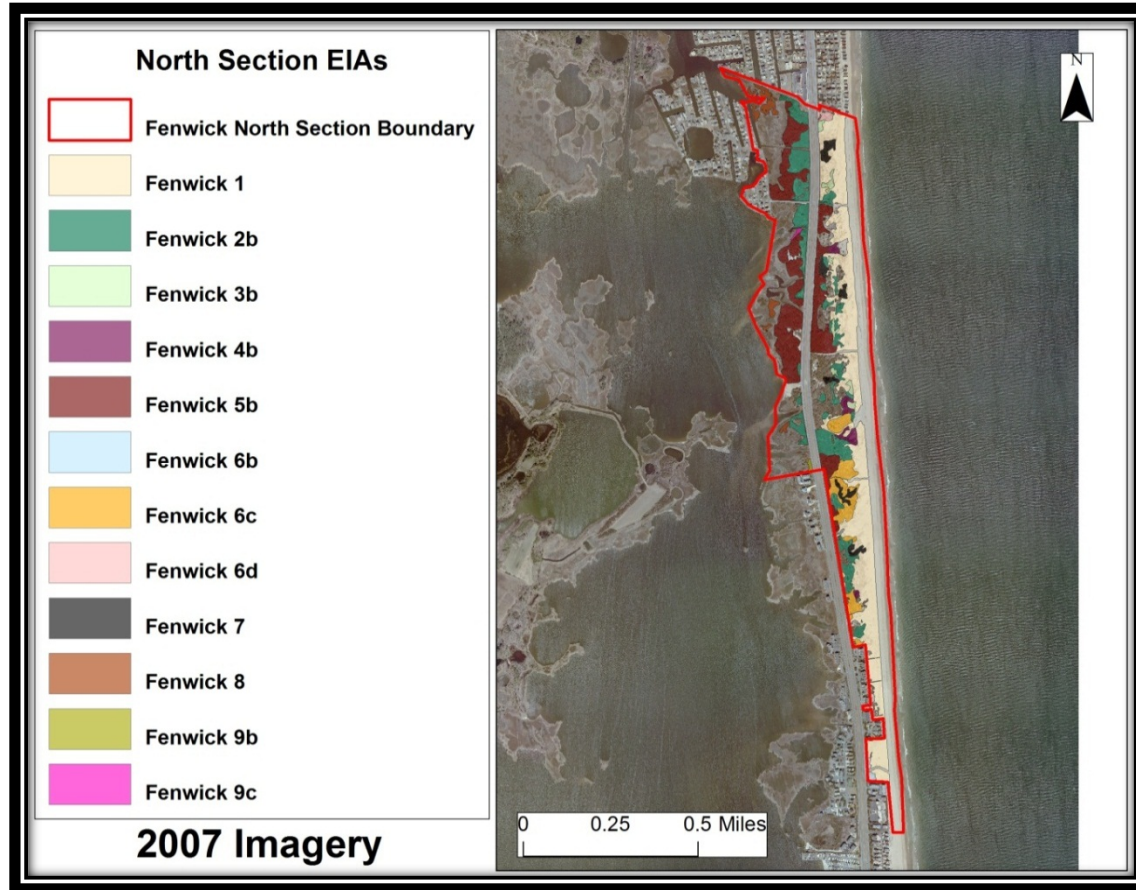 North Section EIAs
Fenwick North Section Boundary
Fenwick 1
Fenwick 2b
Fenwick 3b
Fenwick 4b
Fenwick 5b
Fenwick 6b
Fenwick 6c
Fenwick 6d
Fenwick 7
Fenwick 8
Fenwick 9b
Fenwick 9c
2007 Imagery
N
0 0.25 0.5 Miles